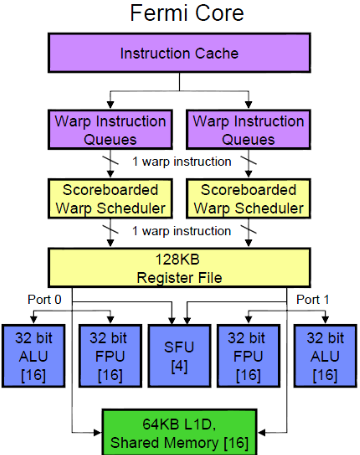 Fermi Core
Instruction Cache
Warp Instruction
Queues
Warp Instruction
Queues
1 warp instruction
Scoreboarded
Warp Scheduler
Scoreboarded
Warp Scheduler
1 warp instruction
128KB
Register File
Port 0
Port 1
32 bit
ALU
[16]
32 bit
FPU
[16]
SFU
[4]
32 bit
FPU
[16]
32 bit
ALU
[16]
64KB L1D,
Shared Memory [16]